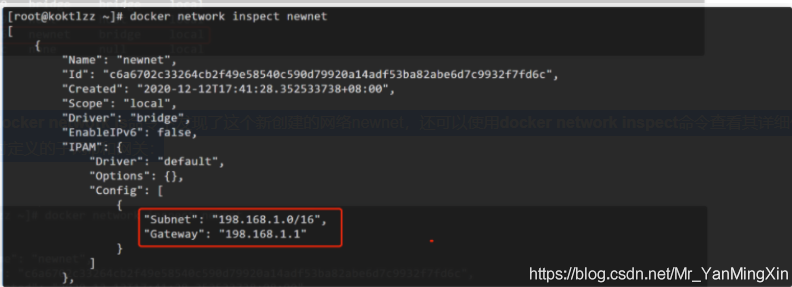 [root@koktlzz ~]# docker network inspect newnet
[
{
"Name": "newnet",
"Id": "c6a6702c33264cb2f49e58540c590d79920a14adf53ba82abe6d7c9932f7fd6c",
"Created": "2020-12-12T17:41:28.352533738+08:00",
"Scope": "local",
"Driver": "bridge",
"EnableIPv6": false,
"IPAM": {
"Driver": "default",
"Options": {},
"Config": [
{
"Subnet": "198.168.1.0/16",
"Gateway": "198.168.1.1"
}
]
},
https://blog.csdn.net/Mr_YanMingXin